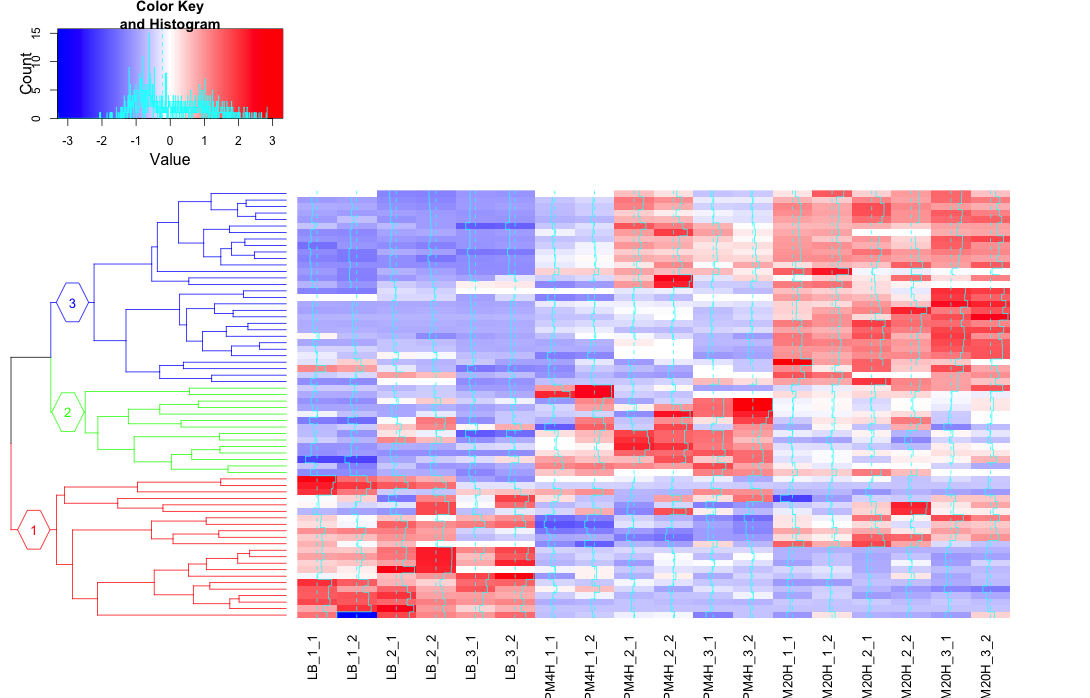 Color Key
and Histogram
Count
0 5 10 15
-3 -2 -1 0 1 2 3
Value
3
2
1
LB_1_1
LB_1_2
LB_2_1
LB_2_2
LB_3_1
LB_3_2
PM4H_1_1
PM4H_1_2
PM4H_2_1
PM4H_2_2
PM4H_3_1
PM4H_3_2
M20H_1_1
M20H_1_2
M20H_2_1
M20H_2_2
M20H_3_1
M20H_3_2